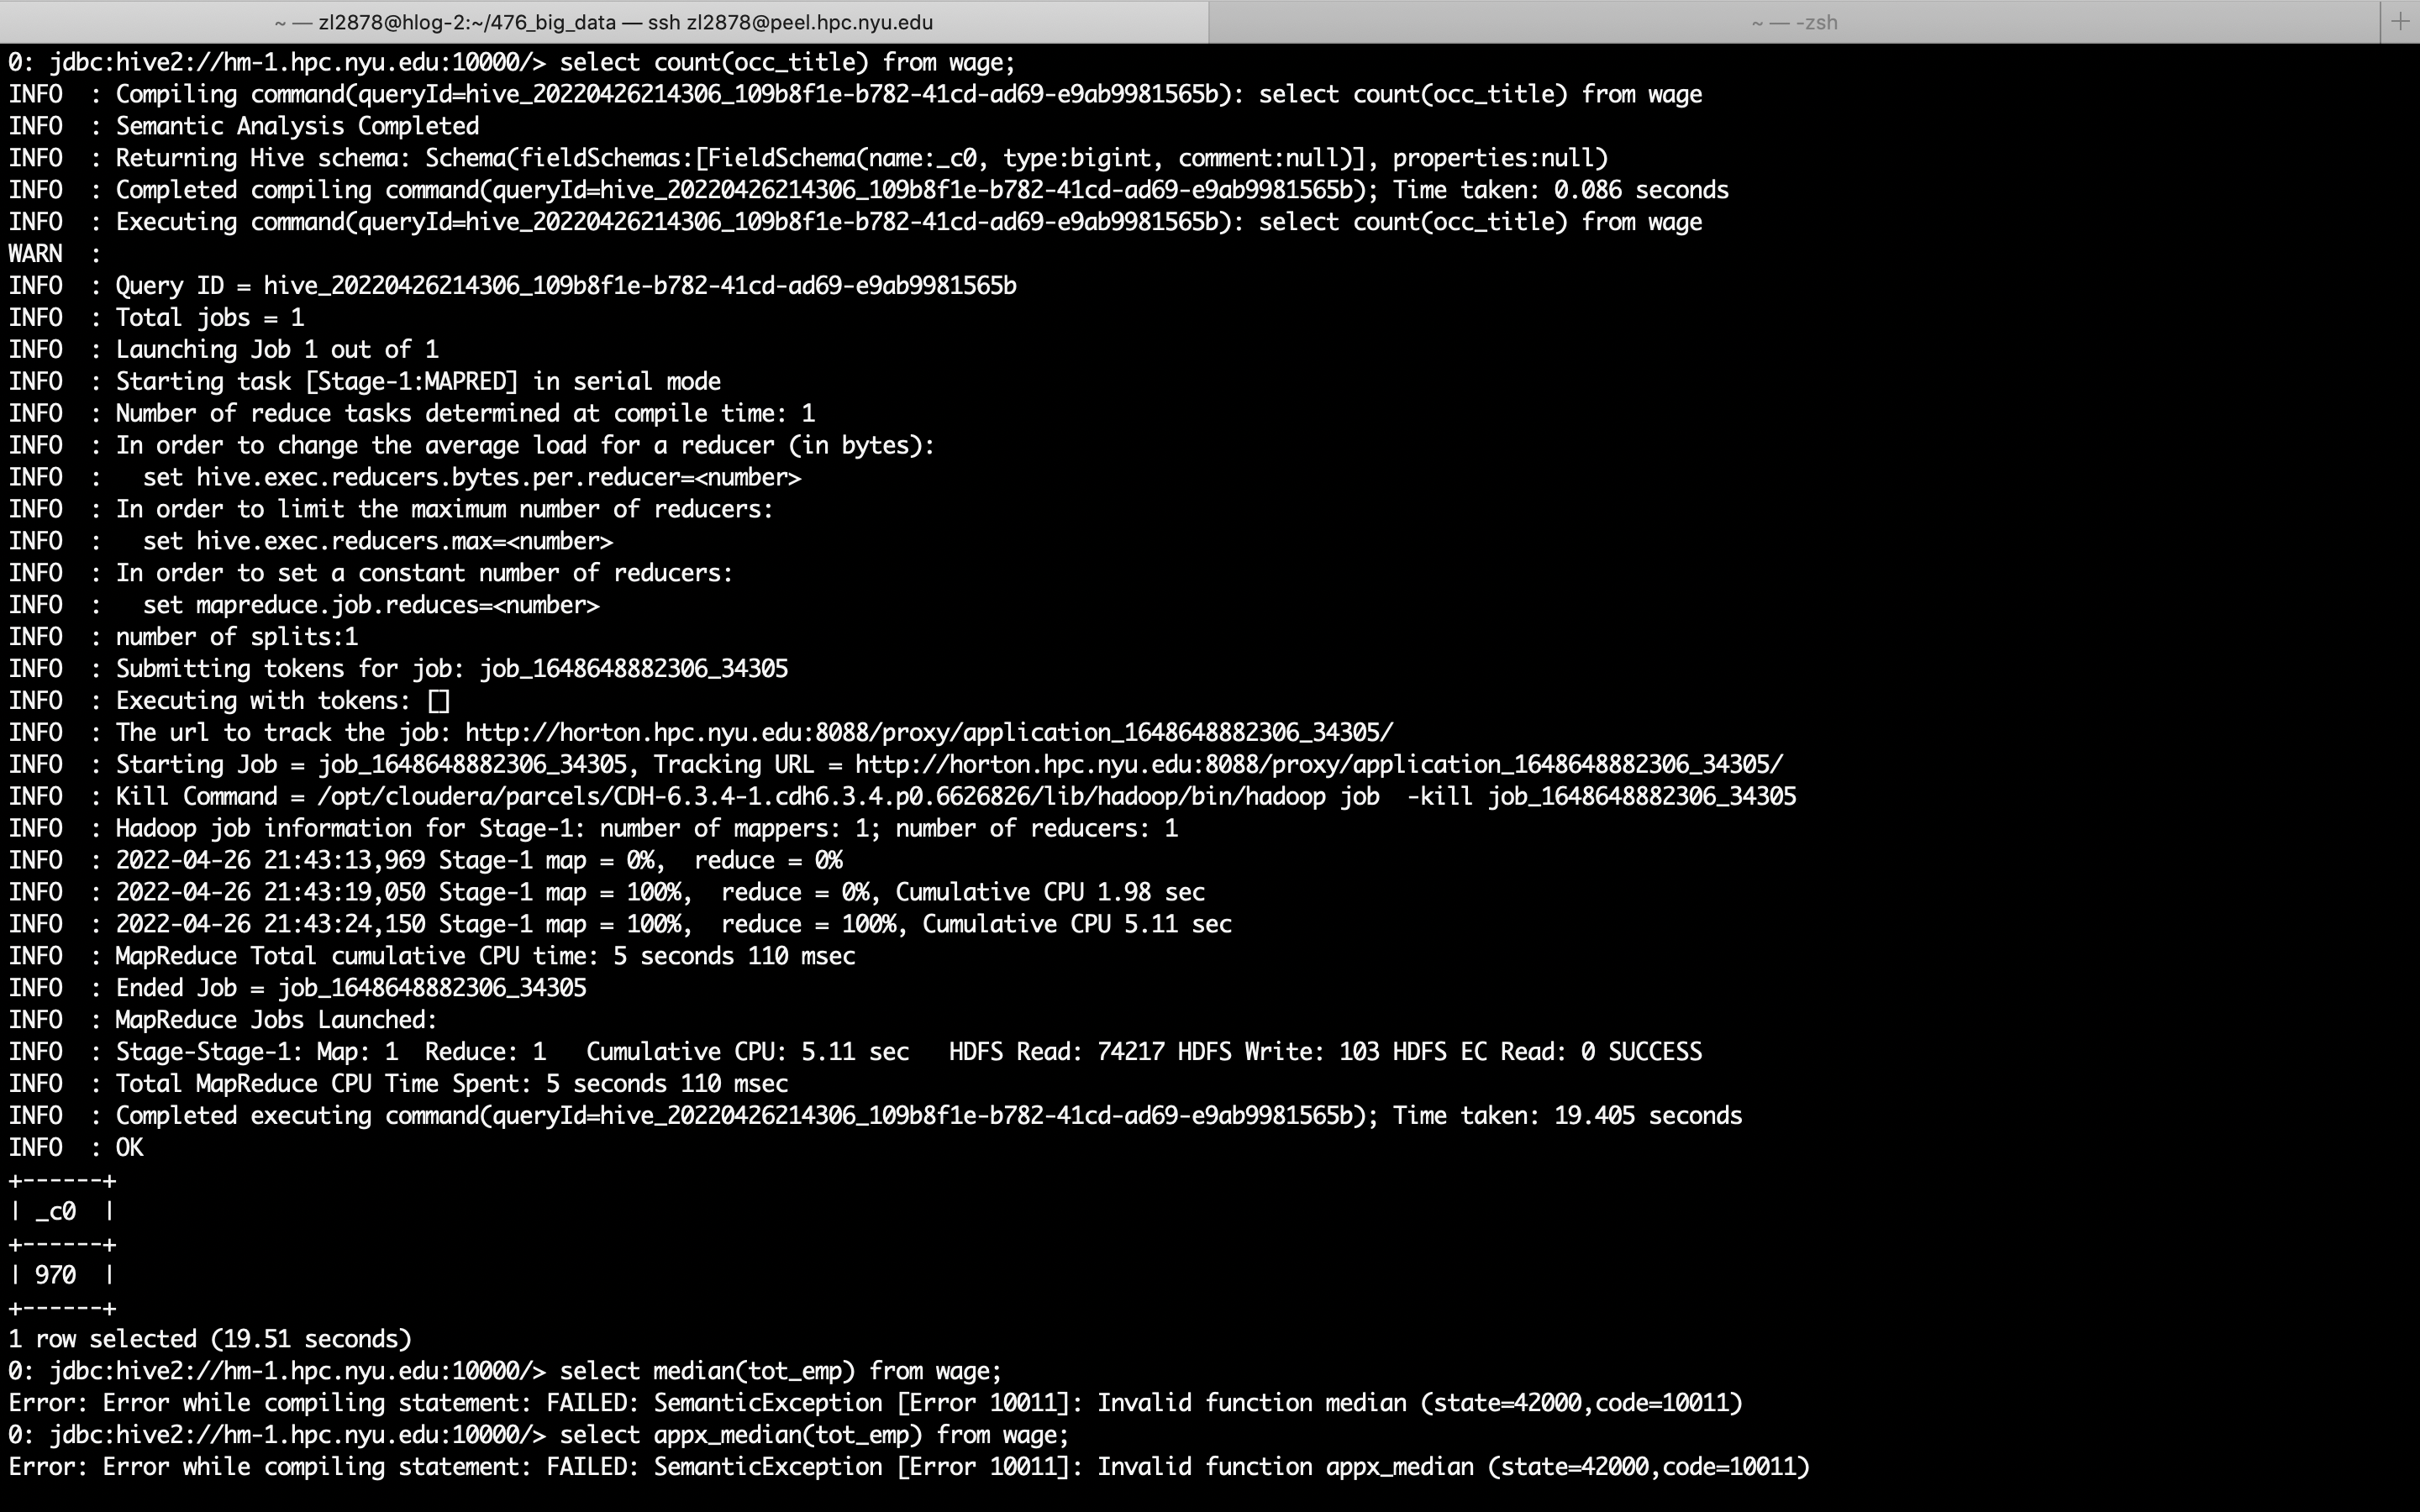 ~ — zl2878@hlog-2:~/476_big_data — ssh zl2878@peel.hpc.nyu.edu
~ — -zsh
+
0: jdbc:hive2://hm-1.hpc.nyu.edu:10000/> select count(occ_title) from wage;
INFO  : Compiling command(queryId=hive_20220426214306_109b8f1e-b782-41cd-ad69-e9ab9981565b): select count(occ_title) from wage
INFO  : Semantic Analysis Completed
INFO  : Returning Hive schema: Schema(fieldSchemas:[FieldSchema(name:_c0, type:bigint, comment:null)], properties:null)
INFO  : Completed compiling command(queryId=hive_20220426214306_109b8f1e-b782-41cd-ad69-e9ab9981565b); Time taken: 0.086 seconds
INFO  : Executing command(queryId=hive_20220426214306_109b8f1e-b782-41cd-ad69-e9ab9981565b): select count(occ_title) from wage
WARN  :
INFO  : Query ID = hive_20220426214306_109b8f1e-b782-41cd-ad69-e9ab9981565b
INFO  : Total jobs = 1
INFO  : Launching Job 1 out of 1
INFO  : Starting task [Stage-1:MAPRED] in serial mode
INFO  : Number of reduce tasks determined at compile time: 1
INFO  : In order to change the average load for a reducer (in bytes):
INFO  :   set hive.exec.reducers.bytes.per.reducer=<number>
INFO  : In order to limit the maximum number of reducers:
INFO  :   set hive.exec.reducers.max=<number>
INFO  : In order to set a constant number of reducers:
INFO  :   set mapreduce.job.reduces=<number>
INFO  : number of splits:1
INFO  : Submitting tokens for job: job_1648648882306_34305
INFO  : Executing with tokens: []
INFO  : The url to track the job: http://horton.hpc.nyu.edu:8088/proxy/application_1648648882306_34305/
INFO  : Starting Job = job_1648648882306_34305, Tracking URL = http://horton.hpc.nyu.edu:8088/proxy/application_1648648882306_34305/
INFO  : Kill Command = /opt/cloudera/parcels/CDH-6.3.4-1.cdh6.3.4.p0.6626826/lib/hadoop/bin/hadoop job  -kill job_1648648882306_34305
INFO  : Hadoop job information for Stage-1: number of mappers: 1; number of reducers: 1
INFO  : 2022-04-26 21:43:13,969 Stage-1 map = 0%,  reduce = 0%
INFO  : 2022-04-26 21:43:19,050 Stage-1 map = 100%,  reduce = 0%, Cumulative CPU 1.98 sec
INFO  : 2022-04-26 21:43:24,150 Stage-1 map = 100%,  reduce = 100%, Cumulative CPU 5.11 sec
INFO  : MapReduce Total cumulative CPU time: 5 seconds 110 msec
INFO  : Ended Job = job_1648648882306_34305
INFO  : MapReduce Jobs Launched:
INFO  : Stage-Stage-1: Map: 1  Reduce: 1   Cumulative CPU: 5.11 sec   HDFS Read: 74217 HDFS Write: 103 HDFS EC Read: 0 SUCCESS
INFO  : Total MapReduce CPU Time Spent: 5 seconds 110 msec
INFO  : Completed executing command(queryId=hive_20220426214306_109b8f1e-b782-41cd-ad69-e9ab9981565b); Time taken: 19.405 seconds
INFO  : OK
+------+
| _c0  |
+------+
| 970  |
+------+
1 row selected (19.51 seconds)
0: jdbc:hive2://hm-1.hpc.nyu.edu:10000/> select median(tot_emp) from wage;
Error: Error while compiling statement: FAILED: SemanticException [Error 10011]: Invalid function median (state=42000,code=10011)
0: jdbc:hive2://hm-1.hpc.nyu.edu:10000/> select appx_median(tot_emp) from wage;
Error: Error while compiling statement: FAILED: SemanticException [Error 10011]: Invalid function appx_median (state=42000,code=10011)